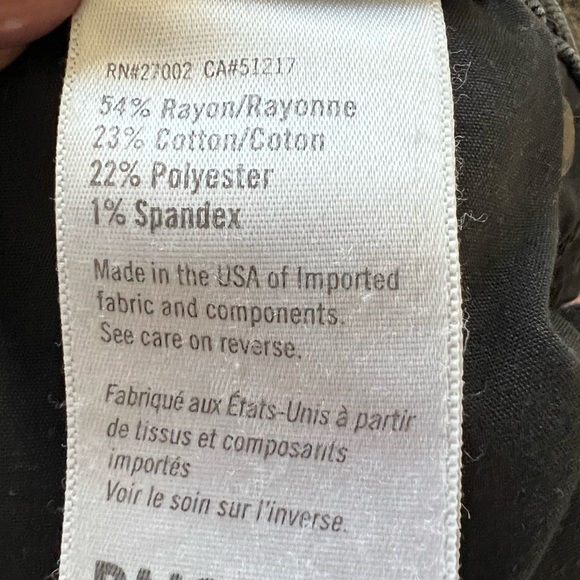 RN#27002 CA#51217
54% Rayon/Rayonne
23% Cotton/Coton
22% Polyester
1% Spandex
Made in the USA of Imported
fabric and components.
See care on reverse.
Fabriqué aux États-Unis à partir
de tissus et composants
importés
Voir le soin sur l'inverse.